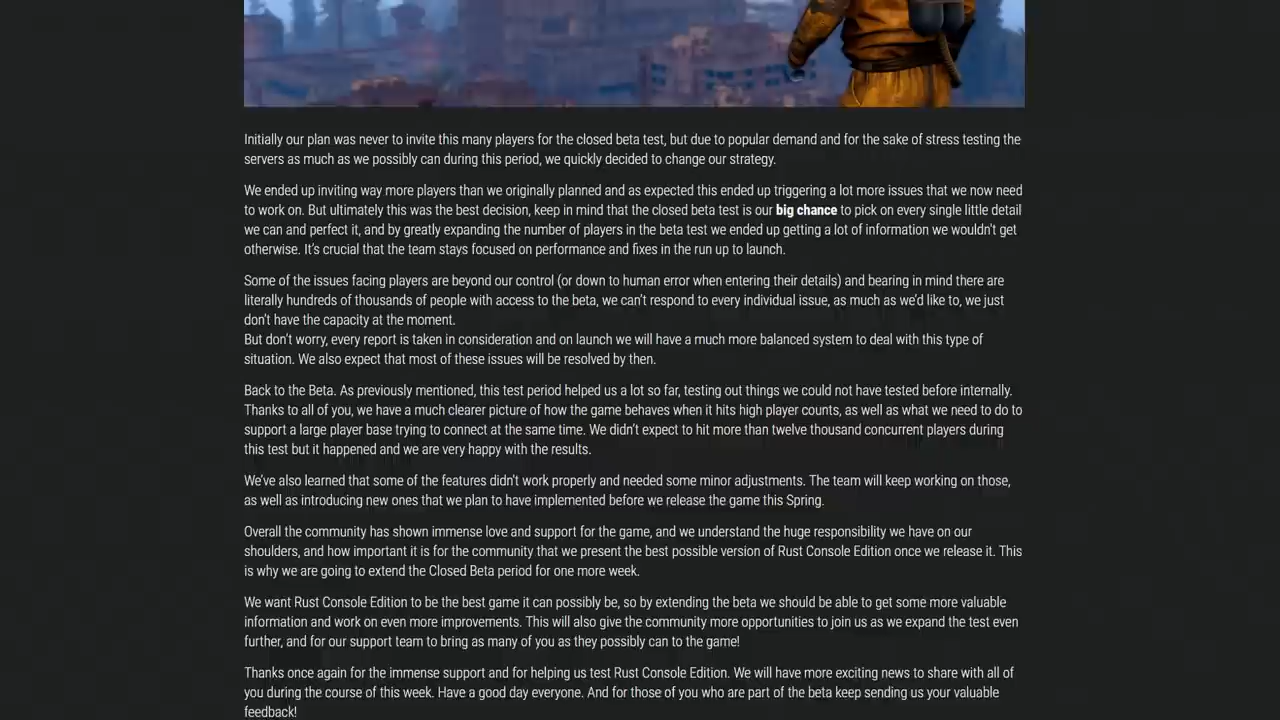 Initially our plan was never to invite this many players for the closed beta test, but due to popular demand and for the sake of stress testing the
servers as much as we possibly can during this period, we quickly decided to change our strategy.
We ended up inviting way more players than we originally planned and as expected this ended up triggering a lot more issues that we now need
to work on. But ultimately this was the best decision, keep in mind that the closed beta test is our big chance to pick on every single little detail
we can and perfect it, and by greatly expanding the number of players in the beta test we ended up getting a lot of information we wouldn't get
otherwise. It's crucial that the team stays focused on performance and fixes in the run up to launch.
Some of the issues facing players are beyond our control (or down to human error when entering their details) and bearing in mind there are
literally hundreds of thousands of people with access to the beta, we can't respond to every individual issue, as much as we'd like to, we just
don't have the capacity at the moment.
But don't worry, every report is taken in consideration and on launch we will have a much more balanced system to deal with this type of
situation. We also expect that most of these issues will be resolved by then.
Back to the Beta. As previously mentioned, this test period helped us a lot so far, testing out things we could not have tested before internally.
Thanks to all of you, we have a much clearer picture of how the game behaves when it hits high player counts, as well as what we need to do to
support a large player base trying to connect at the same time. We didn't expect to hit more than twelve thousand concurrent players during
this test but it happened and we are very happy with the results.
We've also learned that some of the features didn't work properly and needed some minor adjustments. The team will keep working on those,
as well as introducing new ones that we plan to have implemented before we release the game this Spring.
Overall the community has shown immense love and support for the game, and we understand the huge responsibility we have on our
shoulders, and how important it is for the community that we present the best possible version of Rust Console Edition once we release it. This
is why we are going to extend the Closed Beta period for one more week.
We want Rust Console Edition to be the best game it can possibly be, so by extending the beta we should be able to get some more valuable
information and work on even more improvements. This will also give the community more opportunities to join us as we expand the test even
further, and for our support team to bring as many of you as they possibly can to the game!
Thanks once again for the immense support and for helping us test Rust Console Edition. We will have more exciting news to share with all of
you during the course of this week. Have a good day everyone. And for those of you who are part of the beta keep sending us your valuable
feedback!